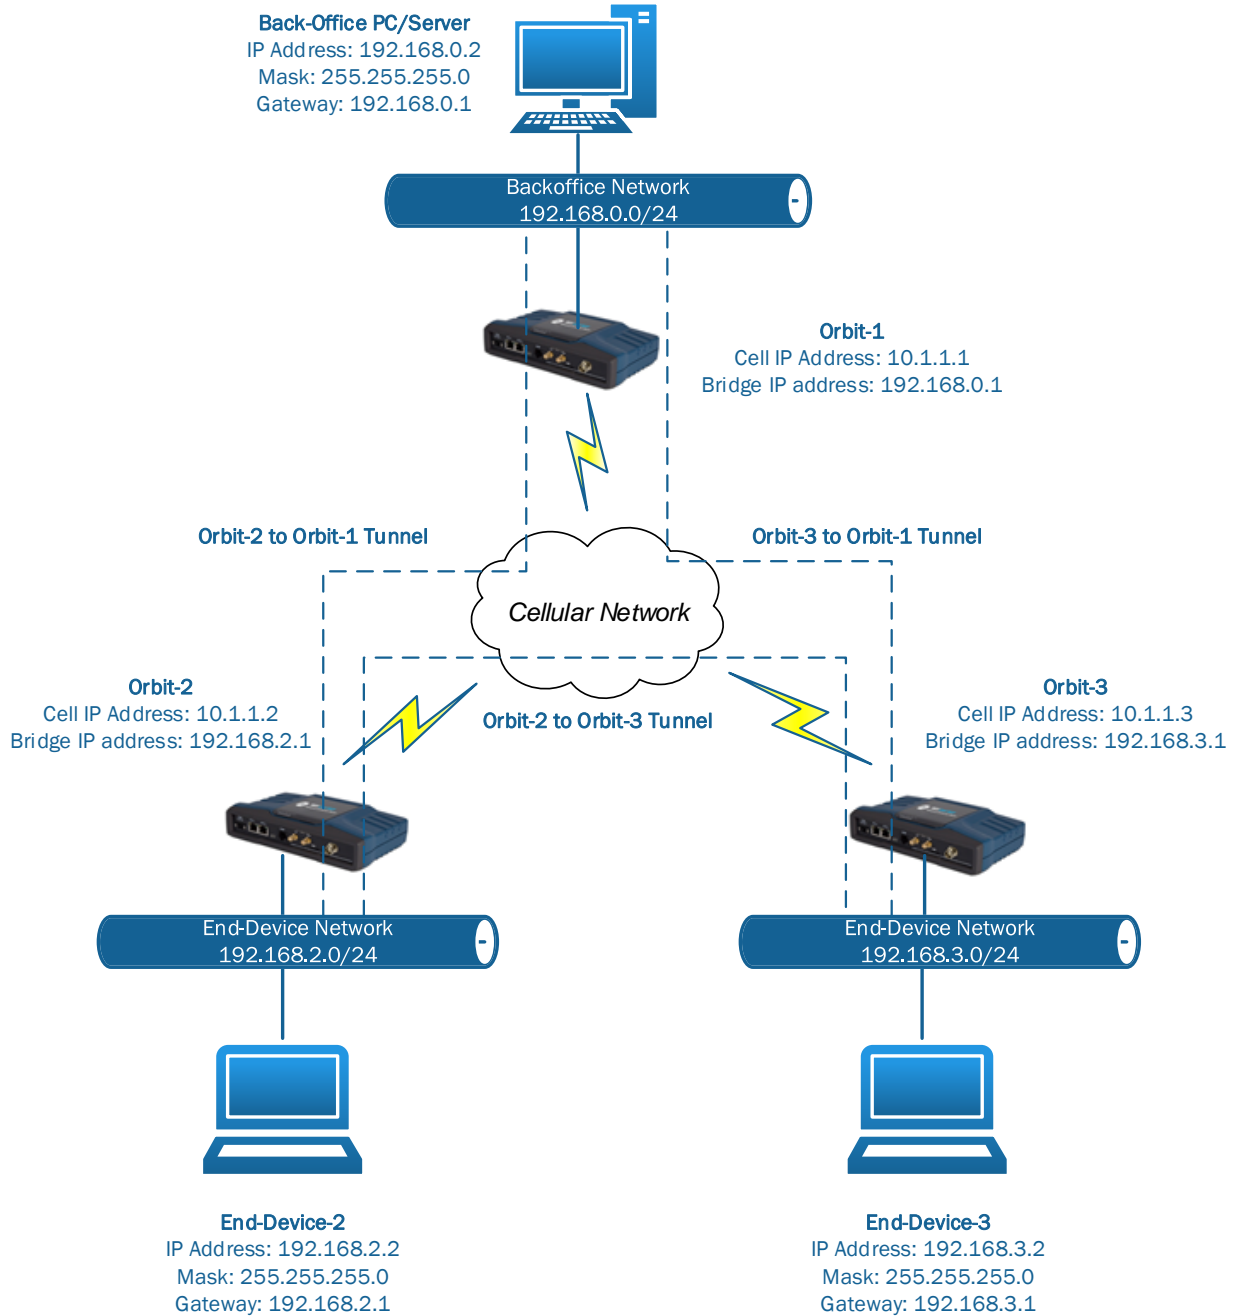 Back-Office PC/Server
IP Address: 192.168.0.2
Mask: 255.255.255.0
Gateway: 192.168.0.1
Backoffice Network
192.168.0.0/24
Orbit-1
Cell IP Address: 10.1.1.1
Bridge IP address: 192.168.0.1
Orbit-2 to Orbit-1 Tunnel
Orbit-3 to Orbit-1 Tunnel
Cellular Network
Orbit-2
Cell IP Address: 10.1.1.2
Bridge IP address: 192.168.2.1
Orbit-2 to Orbit-3 Tunnel
Orbit-3
Cell IP Address: 10.1.1.3
Bridge IP address: 192.168.3.1
End-Device Network
192.168.2.0/24
End-Device Network
192.168.3.0/24
End-Device-2
IP Address: 192.168.2.2
Mask: 255.255.255.0
Gateway: 192.168.2.1
End-Device-3
IP Address: 192.168.3.2
Mask: 255.255.255.0
Gateway: 192.168.3.1